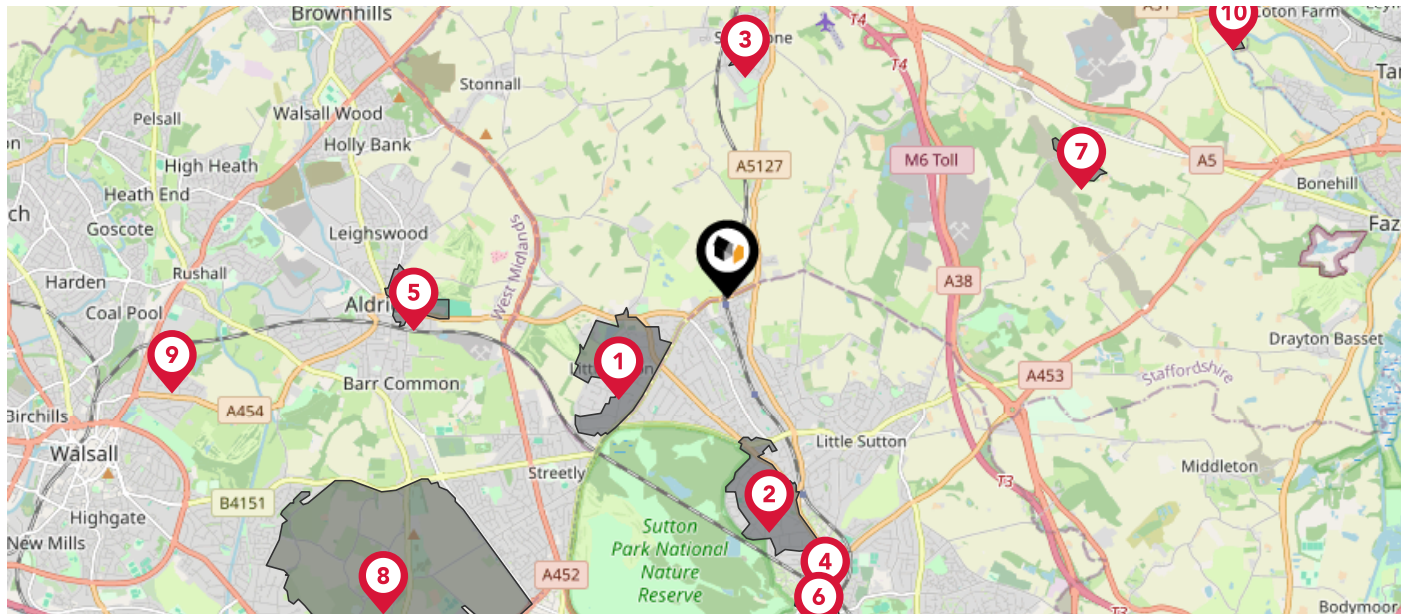 Brownhills
10
Coton Farm
3
T4
Stonnall
T4
Pelsall
Walsall Wood
Holly Bank
High Heath
A5127
M6 Toll
7
A5
Heath End
Bonehill
Goscote
Leighswood
West Midlands
Rushall
Harden
A38
5
Coal Pool
9
1
Drayton Basset
Barr Common
A453
Staffordshire
A454
Birchills
Little Sutton
Walsall
Streetly
Middleton
B4151
2
T3
Highgate
Sutton
Park National
Nature
Reserve
New Mills
4
A452
8
6
Bodymoor
T3